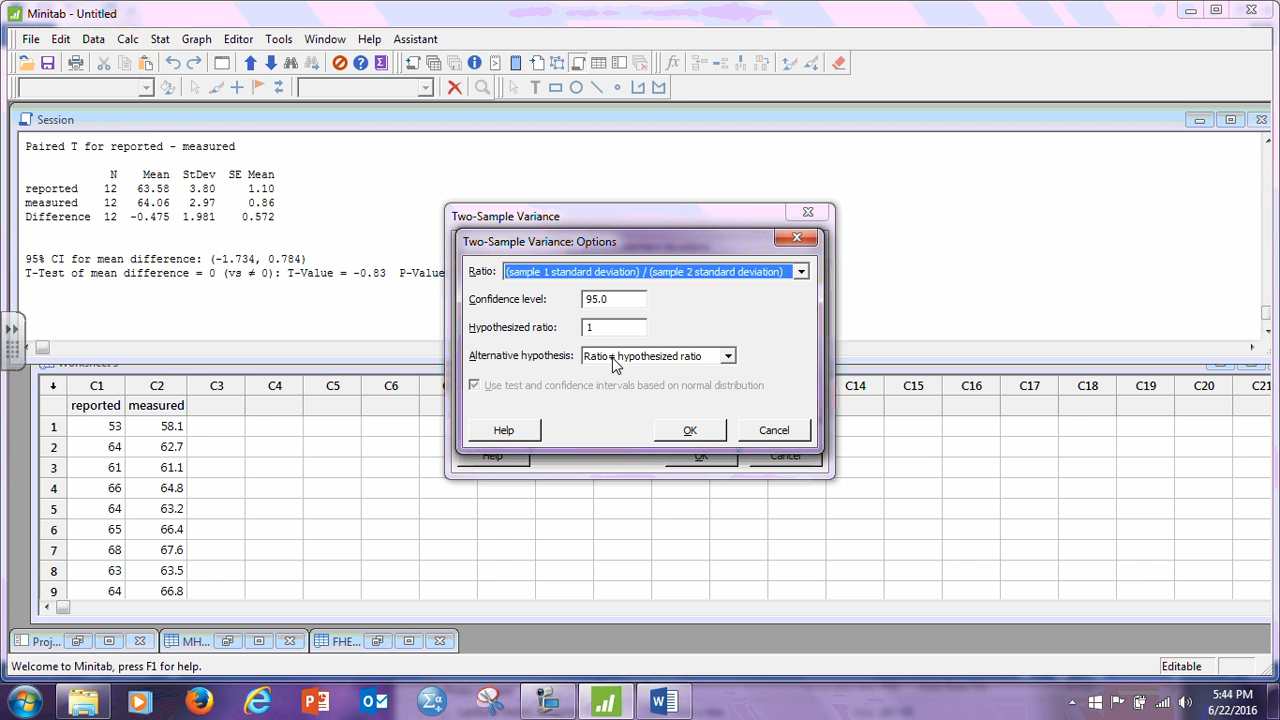 Minitab - Untitled
File Edit Data Calc Stat Graph Editor Tools Window Help Assistant
Session
Paired T for reported - measured
N Mean StDev SE Mean
reported 12 63.58 3.80 1.10
measured 12 64.06 2.97 0.86
Difference 12 -0.475 1.981 0.572
95% CI for mean difference: (-1.734, 0.784)
T-Test of mean difference = 0 (vs ≠ 0): T-Value = -0.83 P-Value
Two-Sample Variance
Two-Sample Variance: Options
Ratio: (sample 1 standard deviation) / (sample 2 standard deviation)
Confidence level: 95.0
Hypothesized ratio: 1
Alternative hypothesis: Ratio ≠ hypothesized ratio
Use test and confidence intervals based on normal distribution
Help OK Cancel
Help OK Cancel
C1 C2 C3 C4 C5 C6 C14 C15 C16 C17 C18 C19 C20 C21
reported measured
1 53 58.1
2 64 62.7
3 61 61.1
4 66 64.8
5 64 63.2
6 65 66.4
7 68 67.6
8 63 63.5
9 64 66.8
Proj... MH... FHE...
Welcome to Minitab, press F1 for help. Editable
5:44 PM
6/22/2016